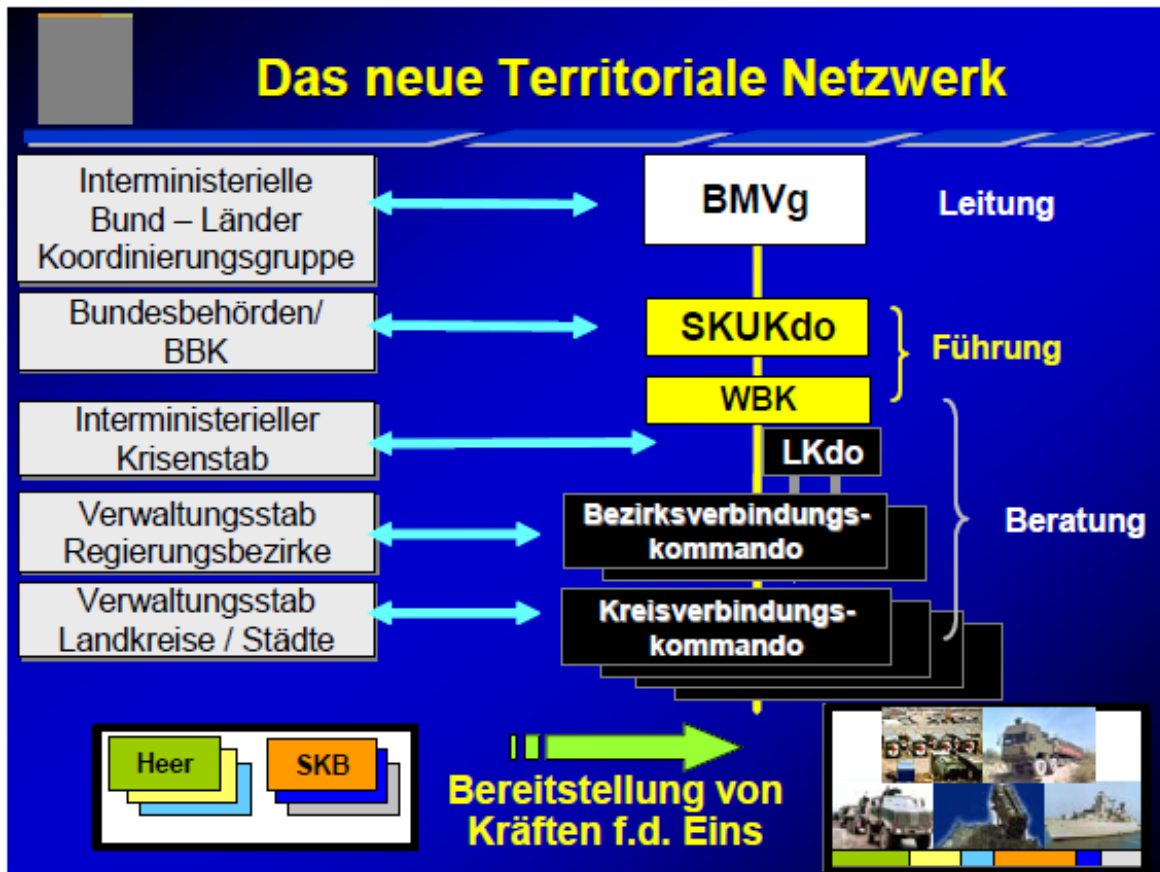 Das neue Territoriale Netzwerk
Interministerielle
Bund – Länder
Koordinierungsgruppe
BMVg
Leitung
Bundesbehörden/
BBK
SKUKdo
Führung
WBK
Interministerieller
Krisenstab
LKdo
Verwaltungsstab
Regierungsbezirke
Bezirksverbindungs-
kommando
Beratung
Verwaltungsstab
Landkreise / Städte
Kreisverbindungs-
kommando
Heer
SKB
Bereitstellung von
Kräften f.d. Eins